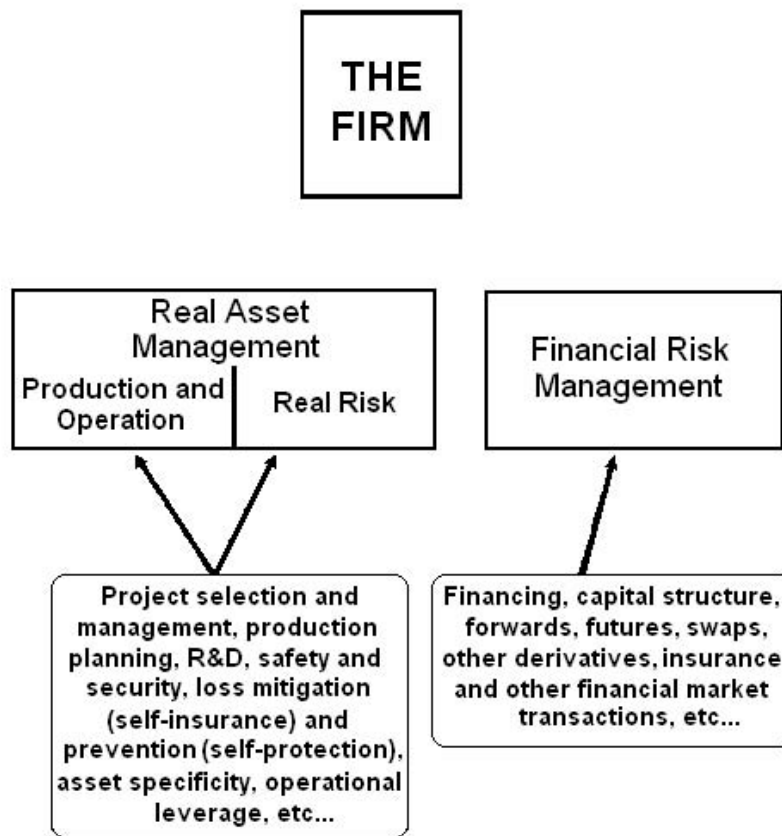 THE
FIRM
Real Asset
Management
Production and
Operation
Real Risk
Financial Risk
Management
Project selection and
management, production
planning, R&D, safety and
security, loss mitigation
(self-insurance) and
prevention (self-protection),
asset specificity, operational
leverage, etc...
Financing, capital structure,
forwards, futures, swaps,
other derivatives, insurance
and other financial market
transactions, etc...